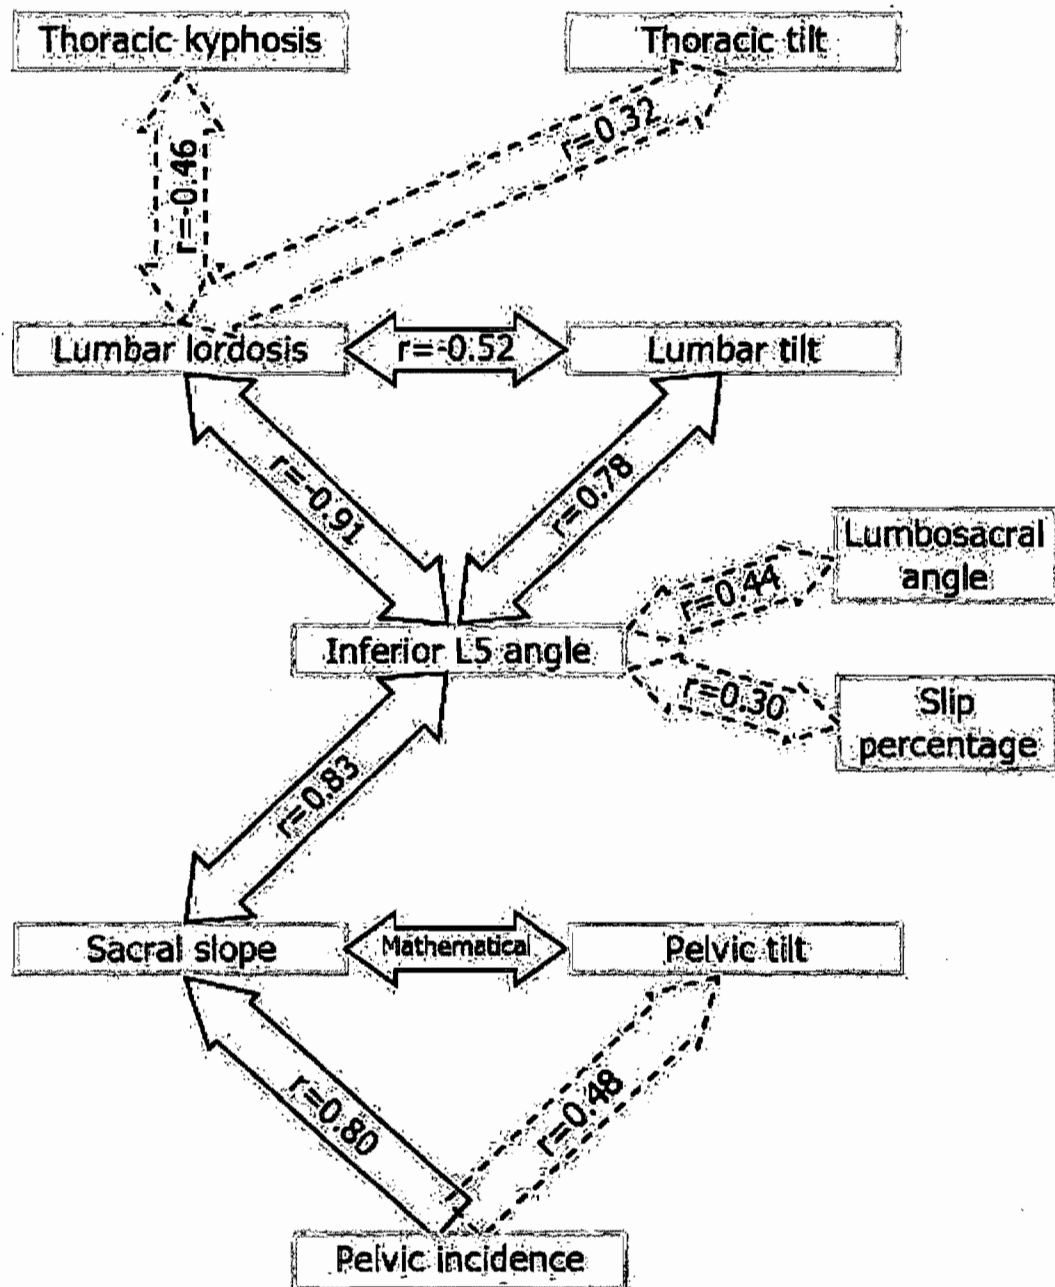 Thoracic kyphosis
Thoracic tilt
r=0.32
r=-0.46
Lumbar lordosis
r=-0.52
Lumbar tilt
r=-0.91
r=0.78
Lumbosacral
angle
r=0.44
Inferior L5 angle
r=0.30
Slip
percentage
r=0.83
Sacral slope
Mathematical
Pelvic tilt
r=0.80
r=0.48
Pelvic incidence